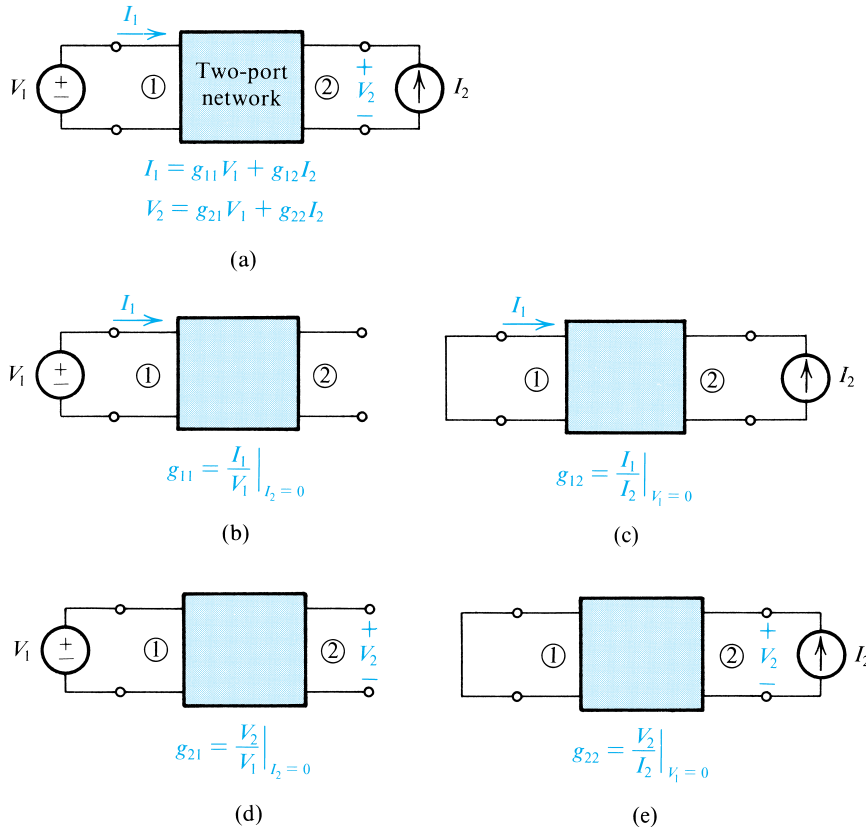 I₁
V₁ + − ① Two-port network ② + V₂ − I₂
I₁ = g₁₁V₁ + g₁₂I₂
V₂ = g₂₁V₁ + g₂₂I₂
(a)
I₁
V₁ + − ① ②
g₁₁ = I₁/V₁ |I₂ = 0
(b)
I₁
① ② I₂
g₁₂ = I₁/I₂ |V₁ = 0
(c)
V₁ + − ① ② + V₂ −
g₂₁ = V₂/V₁ |I₂ = 0
(d)
① ② + V₂ − I₂
g₂₂ = V₂/I₂ |V₁ = 0
(e)